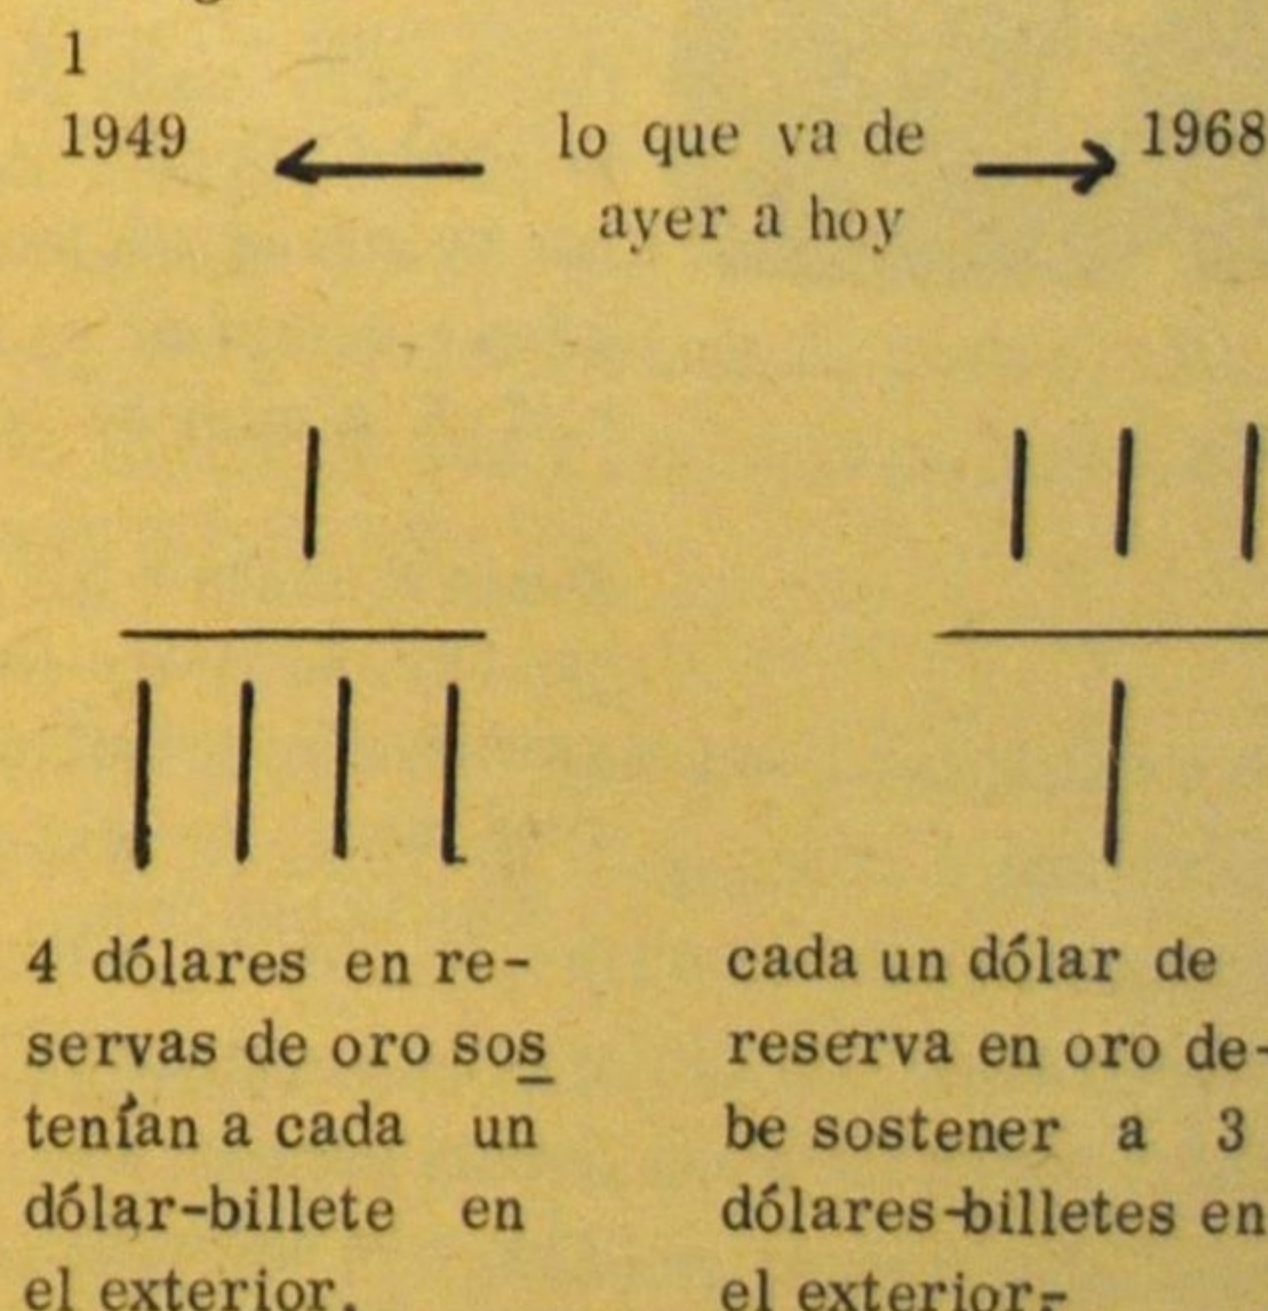 1
1949 lo que va de 1968
ayer a hoy
4 dólares en re-
servas de oro sos
tenían a cada un
dólar-billete en
el exterior.
cada un dólar de
reserva en oro de-
be sostener a 3
dólares-billetes en
el exterior.-